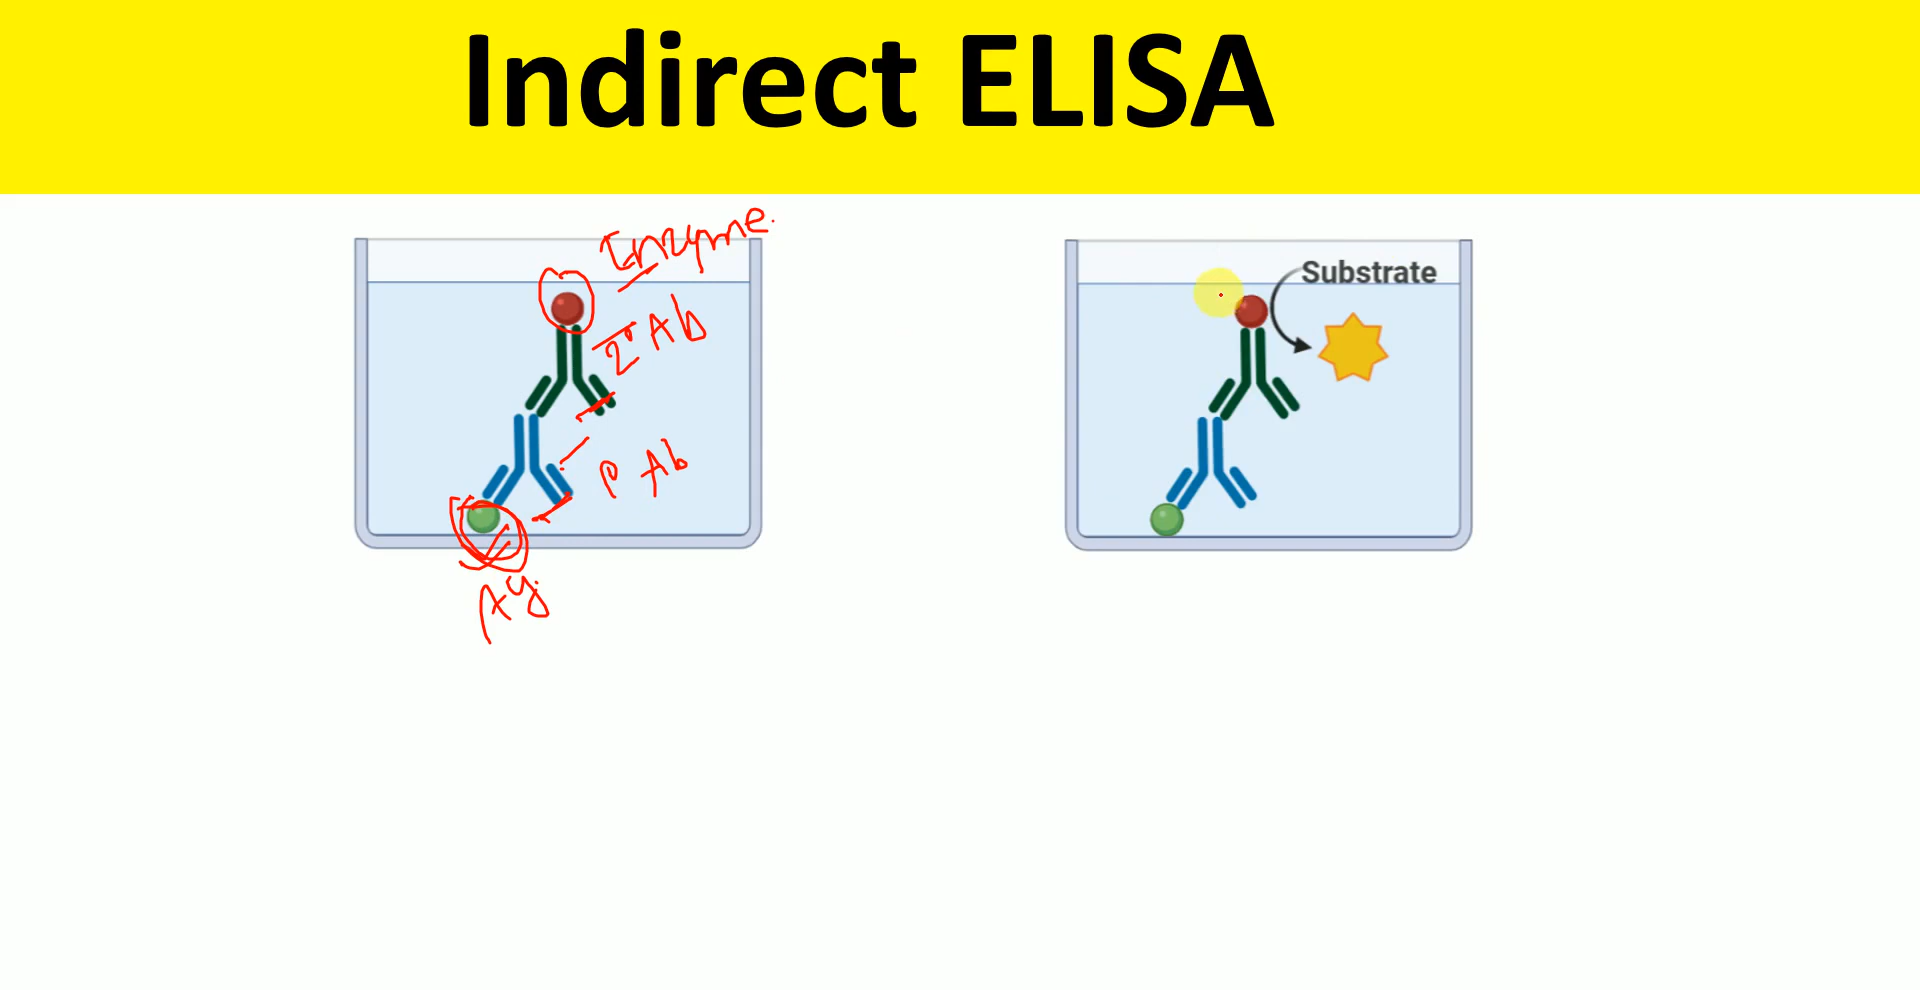 Indirect ELISA
Enzyme.
2° Ab
P Ab
Ag.
Substrate